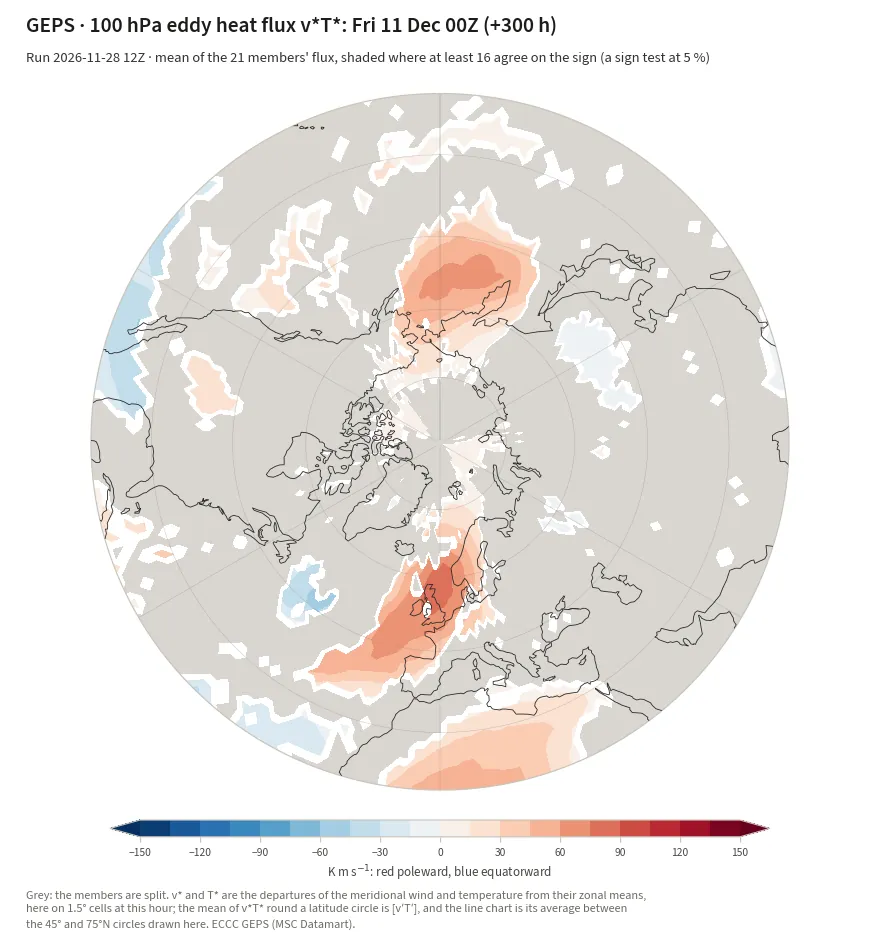 GEPS · 100 hPa eddy heat flux v*T*: Fri 11 Dec 00Z (+300 h)
Run 2026-11-28 12Z · mean of the 21 members' flux, shaded where at least 16 agree on the sign (a sign test at 5 %)
−150 −120 −90 −60 −30 0 30 60 90 120 150
K m s⁻¹: red poleward, blue equatorward
Grey: the members are split. v* and T* are the departures of the meridional wind and temperature from their zonal means,
here on 1.5° cells at this hour; the mean of v*T* round a latitude circle is [v'T'], and the line chart is its average between
the 45° and 75°N circles drawn here. ECCC GEPS (MSC Datamart).